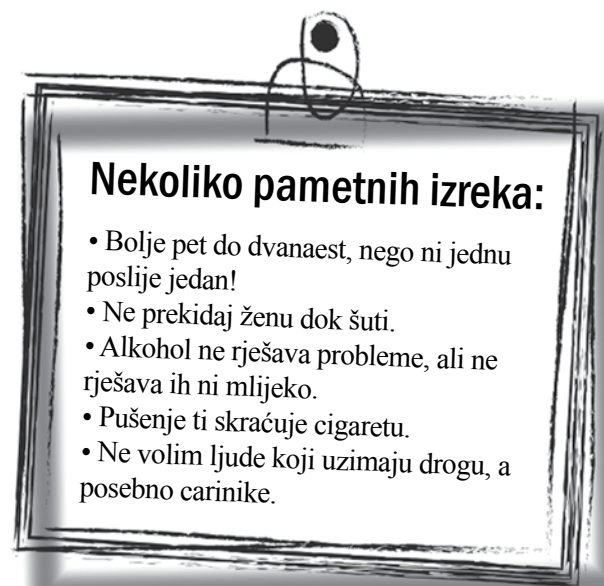 Nekoliko pametnih izreka:
• Bolje pet do dvanaest, nego ni jednu
poslije jedan!
• Ne prekidaj ženu dok šuti.
• Alkohol ne rješava probleme, ali ne
rješava ih ni mlijeko.
• Pušenje ti skraćuje cigaretu.
• Ne volim ljude koji uzimaju drogu, a
posebno carinike.